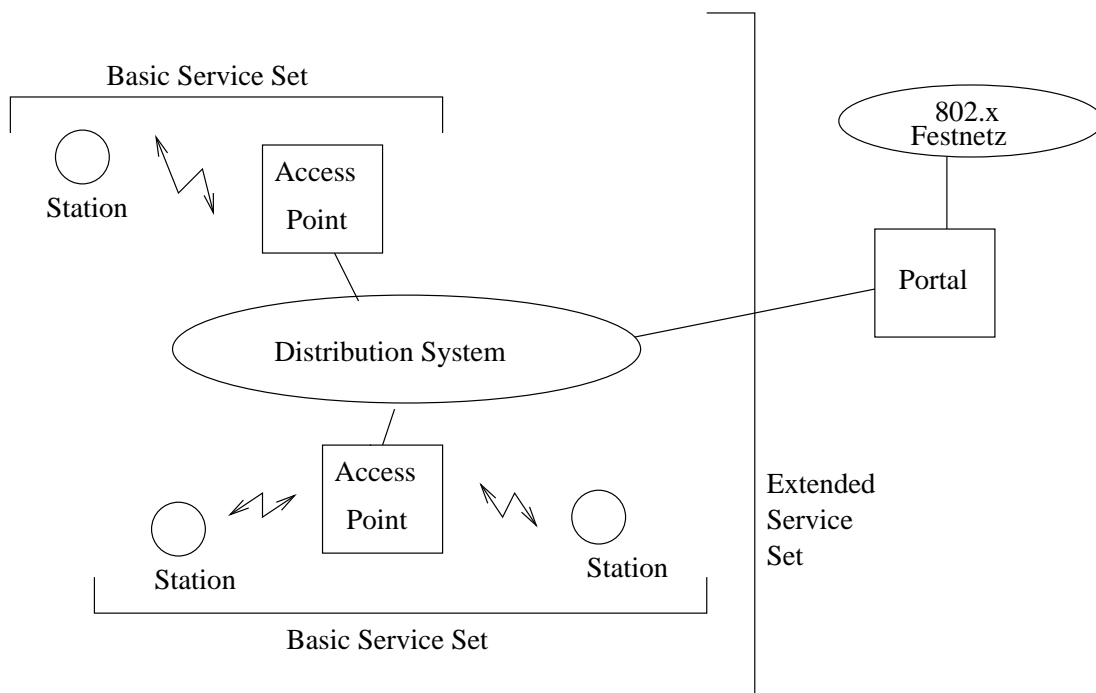 Basic Service Set
Station
Access
Point
802.x
Festnetz
Portal
Distribution System
Access
Point
Station
Station
Basic Service Set
Extended
Service
Set